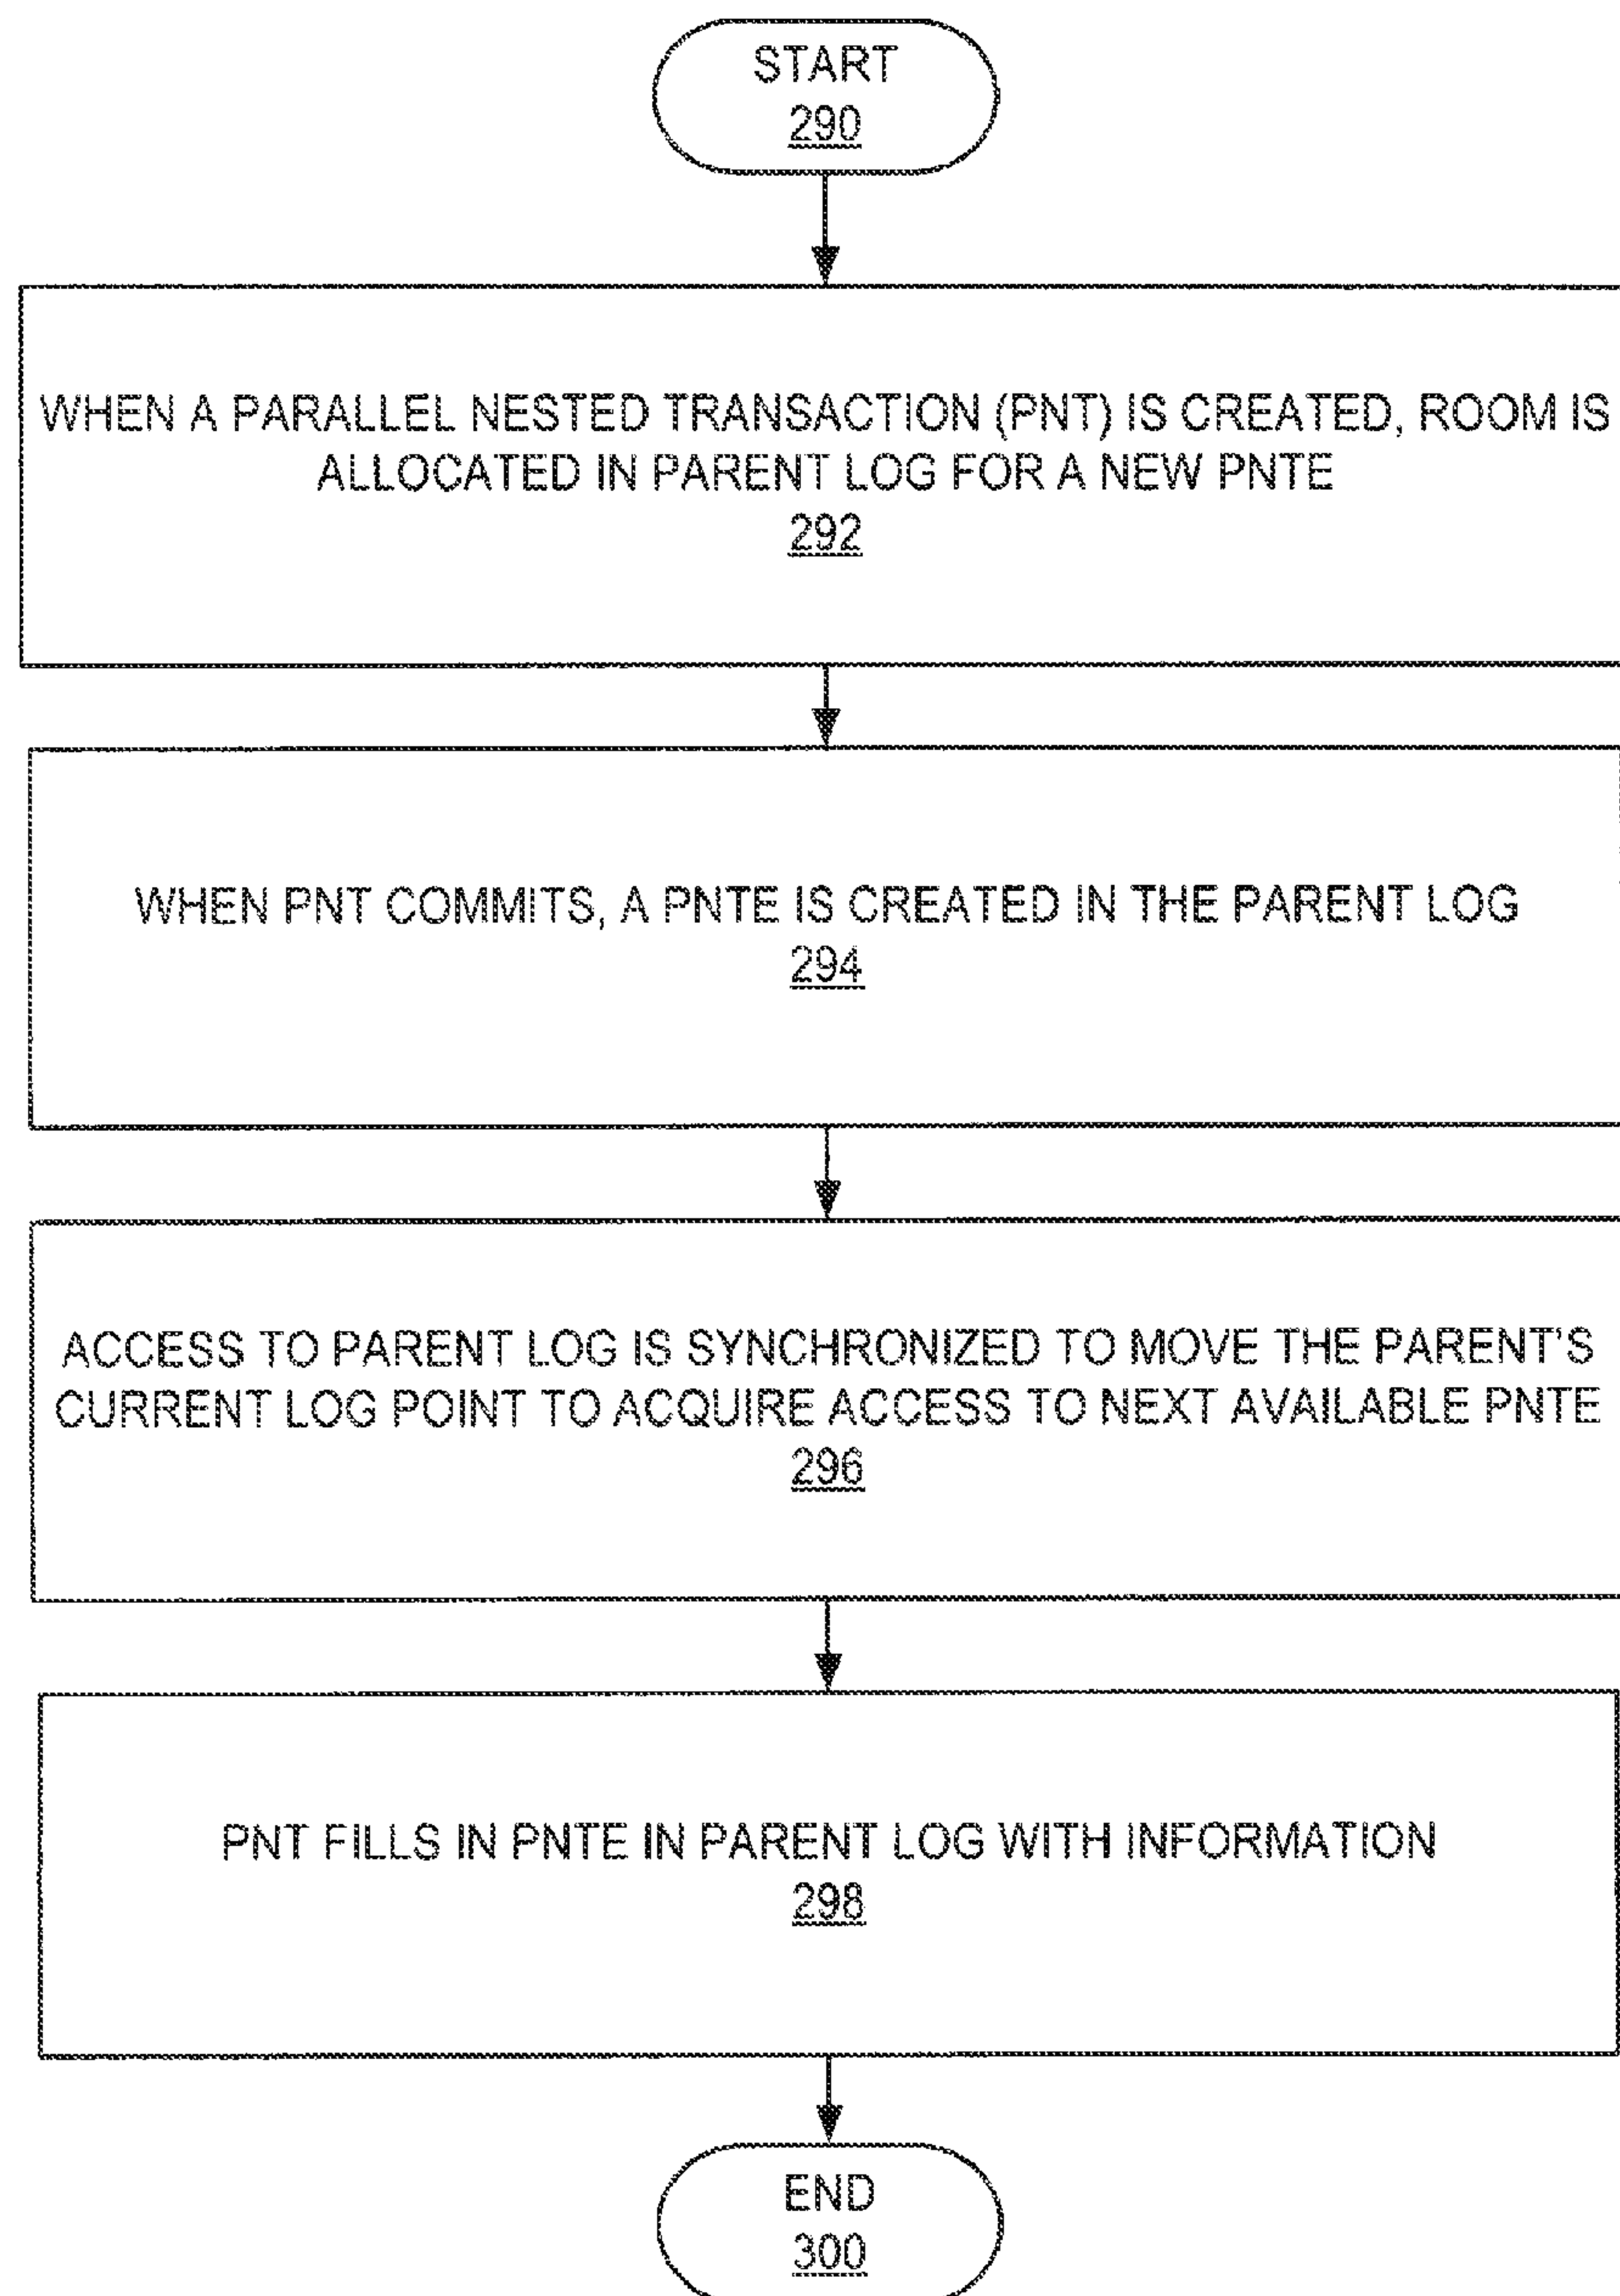 START
290
WHEN A PARALLEL NESTED TRANSACTION (PNT) IS CREATED, ROOM IS
ALLOCATED IN PARENT LOG FOR A NEW PNTE
292
WHEN PNT COMMITS, A PNTE IS CREATED IN THE PARENT LOG
294
ACCESS TO PARENT LOG IS SYNCHRONIZED TO MOVE THE PARENT'S
CURRENT LOG POINT TO ACQUIRE ACCESS TO NEXT AVAILABLE PNTE
296
PNT FILLS IN PNTE IN PARENT LOG WITH INFORMATION
298
END
300